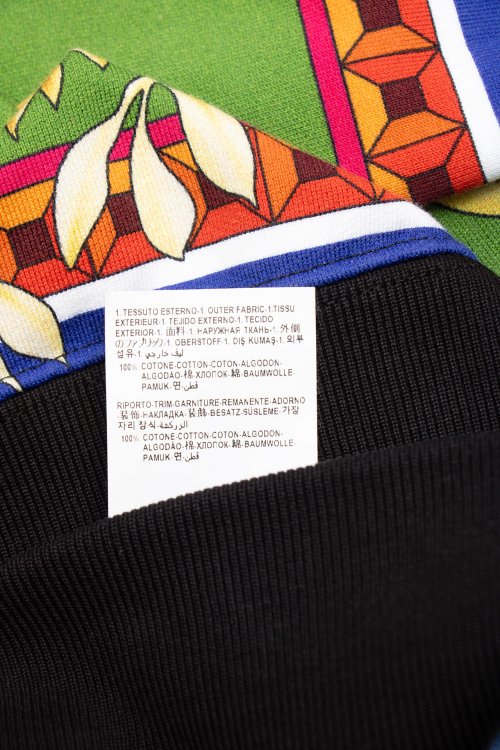 1. TESSUTO ESTERNO-1. OUTER FABRIC-1.TISSU
EXTERIEUR-1. TEJIDO EXTERNO-1. TECIDO
EXTERIOR-1. 面料-1. НАРУЖНАЯ ТКАНЬ-1. 外側
の ファブリック-1. OBERSTOFF-1. DIŞ KUMAŞ-1. 외부
섬유-1. ليف خارجي
100% COTONE-COTTON-COTON-ALGODON-
ALGODÃO-棉-ХЛОПОК-綿-BAUMWOLLE-
PAMUK-면-قطن
RIPORTO-TRIM-GARNITURE-REMANENTE-ADORNO
-装饰-НАКЛАДКА-装飾-BESATZ-SÜSLEME-가장
자리 장식-الزركشة
100% COTONE-COTTON-COTON-ALGODON-
ALGODÃO-棉-ХЛОПОК-綿-BAUMWOLLE-
PAMUK-면-قطن